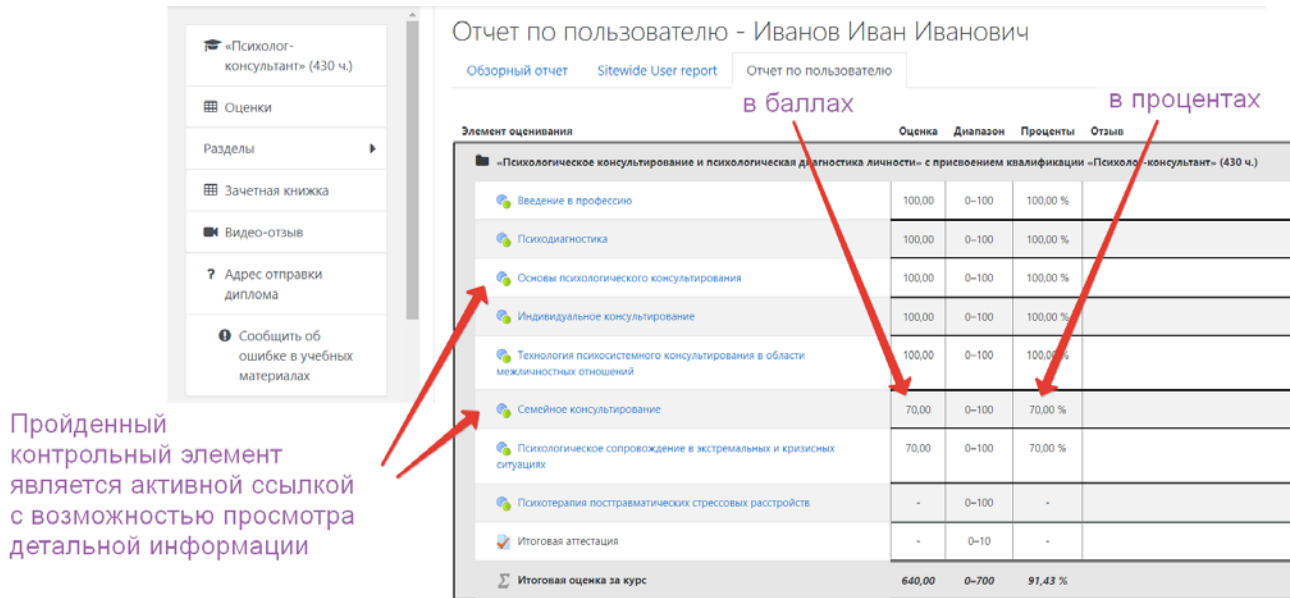 «Психолог-
консультант» (430 ч.)
Оценки
Разделы
Зачетная книжка
Видео-отзыв
? Адрес отправки
диплома
Сообщить об
ошибке в учебных
материалах
Пройденный
контрольный элемент
является активной ссылкой
с возможностью просмотра
детальной информации
Отчет по пользователю - Иванов Иван Иванович
Обзорный отчет Sitewide User report Отчет по пользователю
в баллах в процентах
Элемент оценивания Оценка Диапазон Проценты Отзыв
«Психологическое консультирование и психологическая диагностика личности» с присвоением квалификации «Психолог-консультант» (430 ч.)
Введение в профессию 100,00 0–100 100,00 %
Психодиагностика 100,00 0–100 100,00 %
Основы психологического консультирования 100,00 0–100 100,00 %
Индивидуальное консультирование 100,00 0–100 100,00 %
Технология психосистемного консультирования в области 100,00 0–100 100,00 %
межличностных отношений
Семейное консультирование 70,00 0–100 70,00 %
Психологическое сопровождение в экстремальных и кризисных 70,00 0–100 70,00 %
ситуациях
Психотерапия посттравматических стрессовых расстройств - 0–100 -
Итоговая аттестация - 0–10 -
Σ Итоговая оценка за курс 640,00 0–700 91,43 %